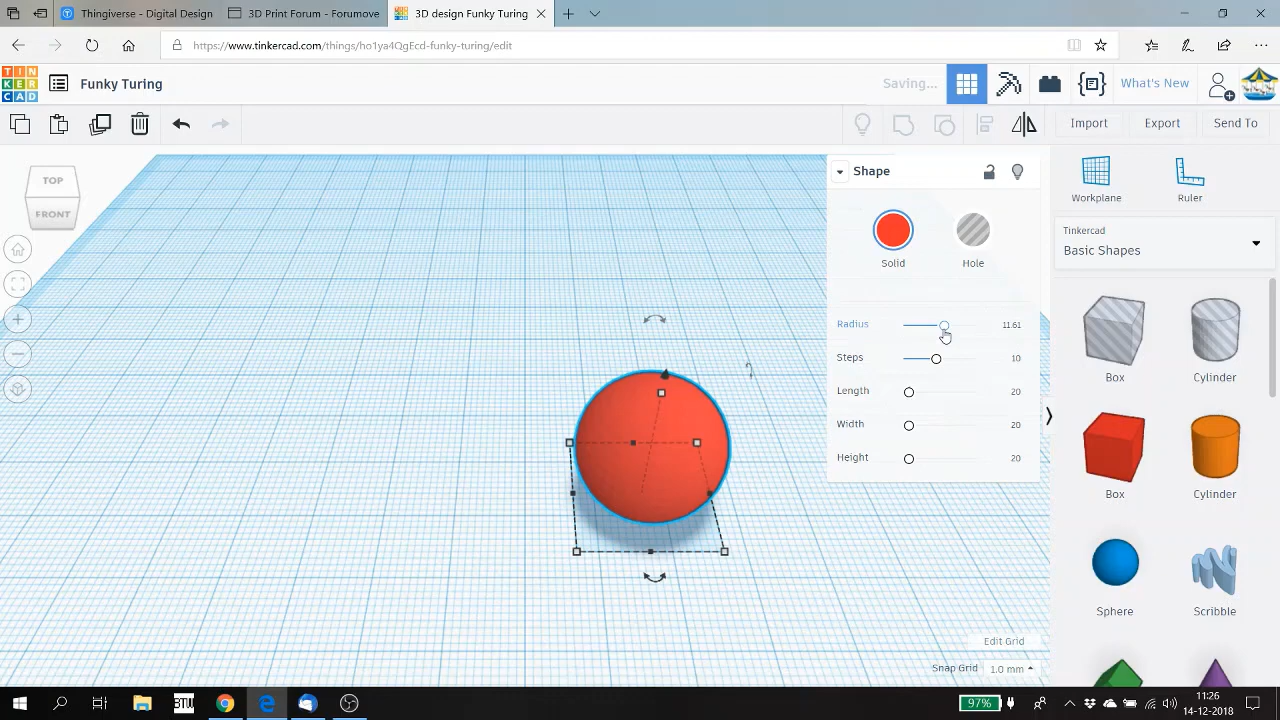 Thingiverse - Digital Design
3D Print Forum - Forumove
3D design Funky Turing
https://www.tinkercad.com/things/ho1ya4QgEcd-funky-turing/edit
TIN
KER
CAD
Funky Turing
Saving...
What's New
Import
Export
Send To
TOP
FRONT
Shape
Solid
Hole
Radius
11.61
Steps
10
Length
20
Width
20
Height
20
Workplane
Ruler
Tinkercad
Basic Shapes
Box
Cylinder
Box
Cylinder
Sphere
Scribble
Edit Grid
Snap Grid
1.0 mm
BTW
97%
11:26
14-12-2018